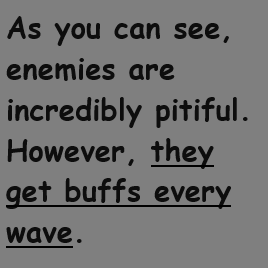 As you can see,
enemies are
incredibly pitiful.
However, they
get buffs every
wave.